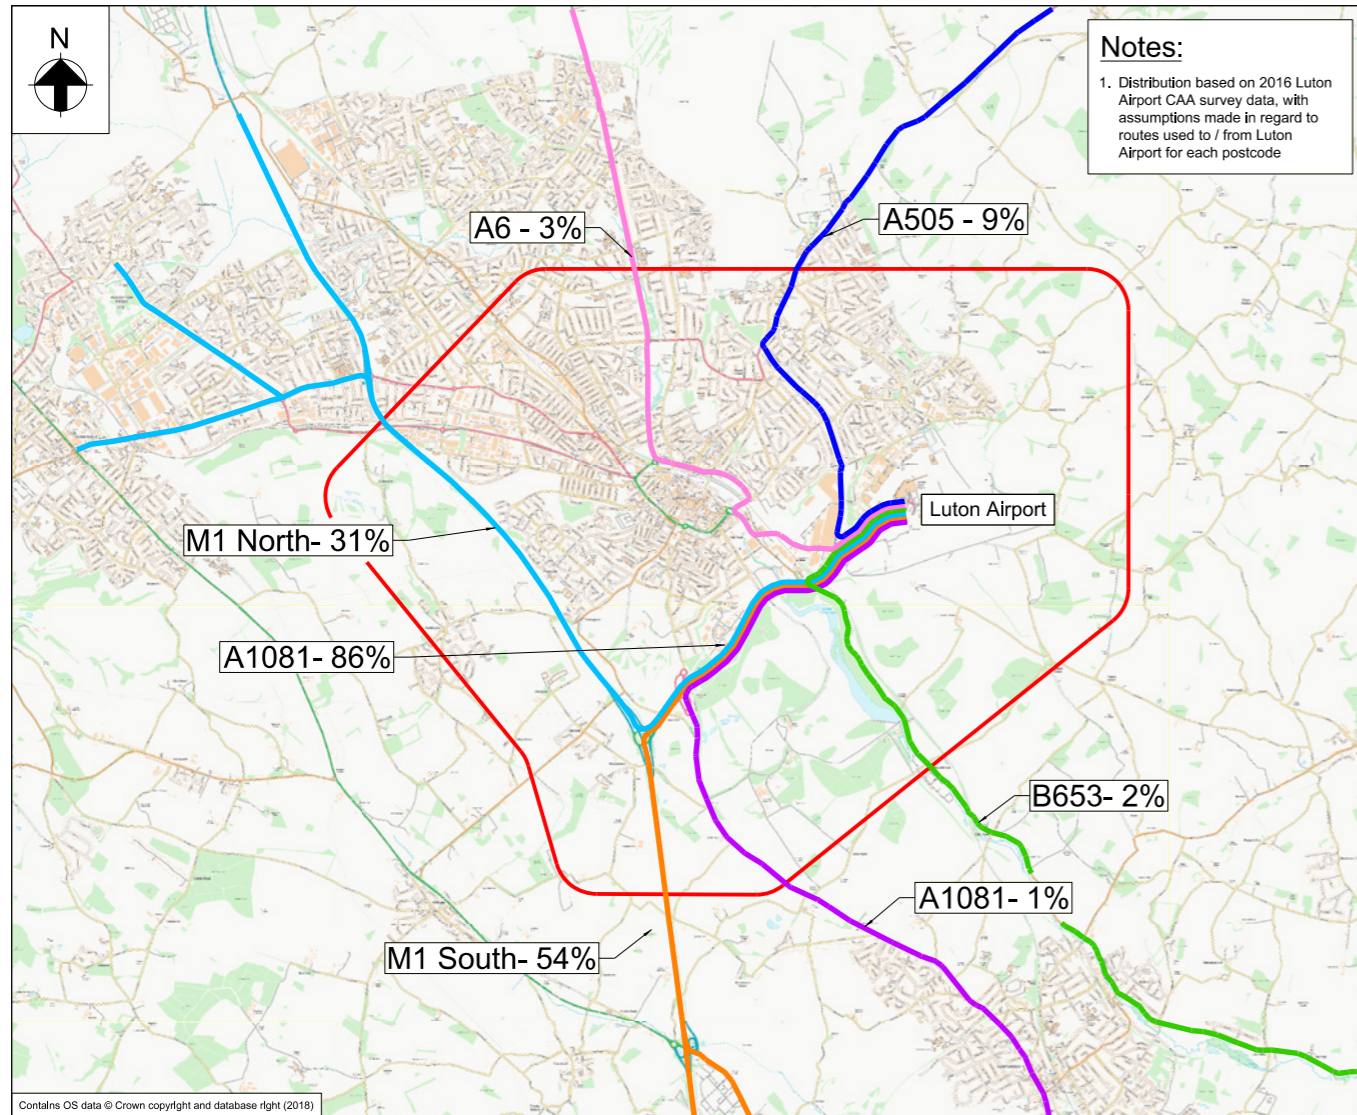 N
Notes:
1. Distribution based on 2016 Luton
Airport CAA survey data, with
assumptions made in regard to
routes used to / from Luton
Airport for each postcode
A6 - 3%
A505 - 9%
Luton Airport
M1 North- 31%
A1081- 86%
B653- 2%
A1081- 1%
M1 South- 54%
Contains OS data © Crown copyright and database right (2018)